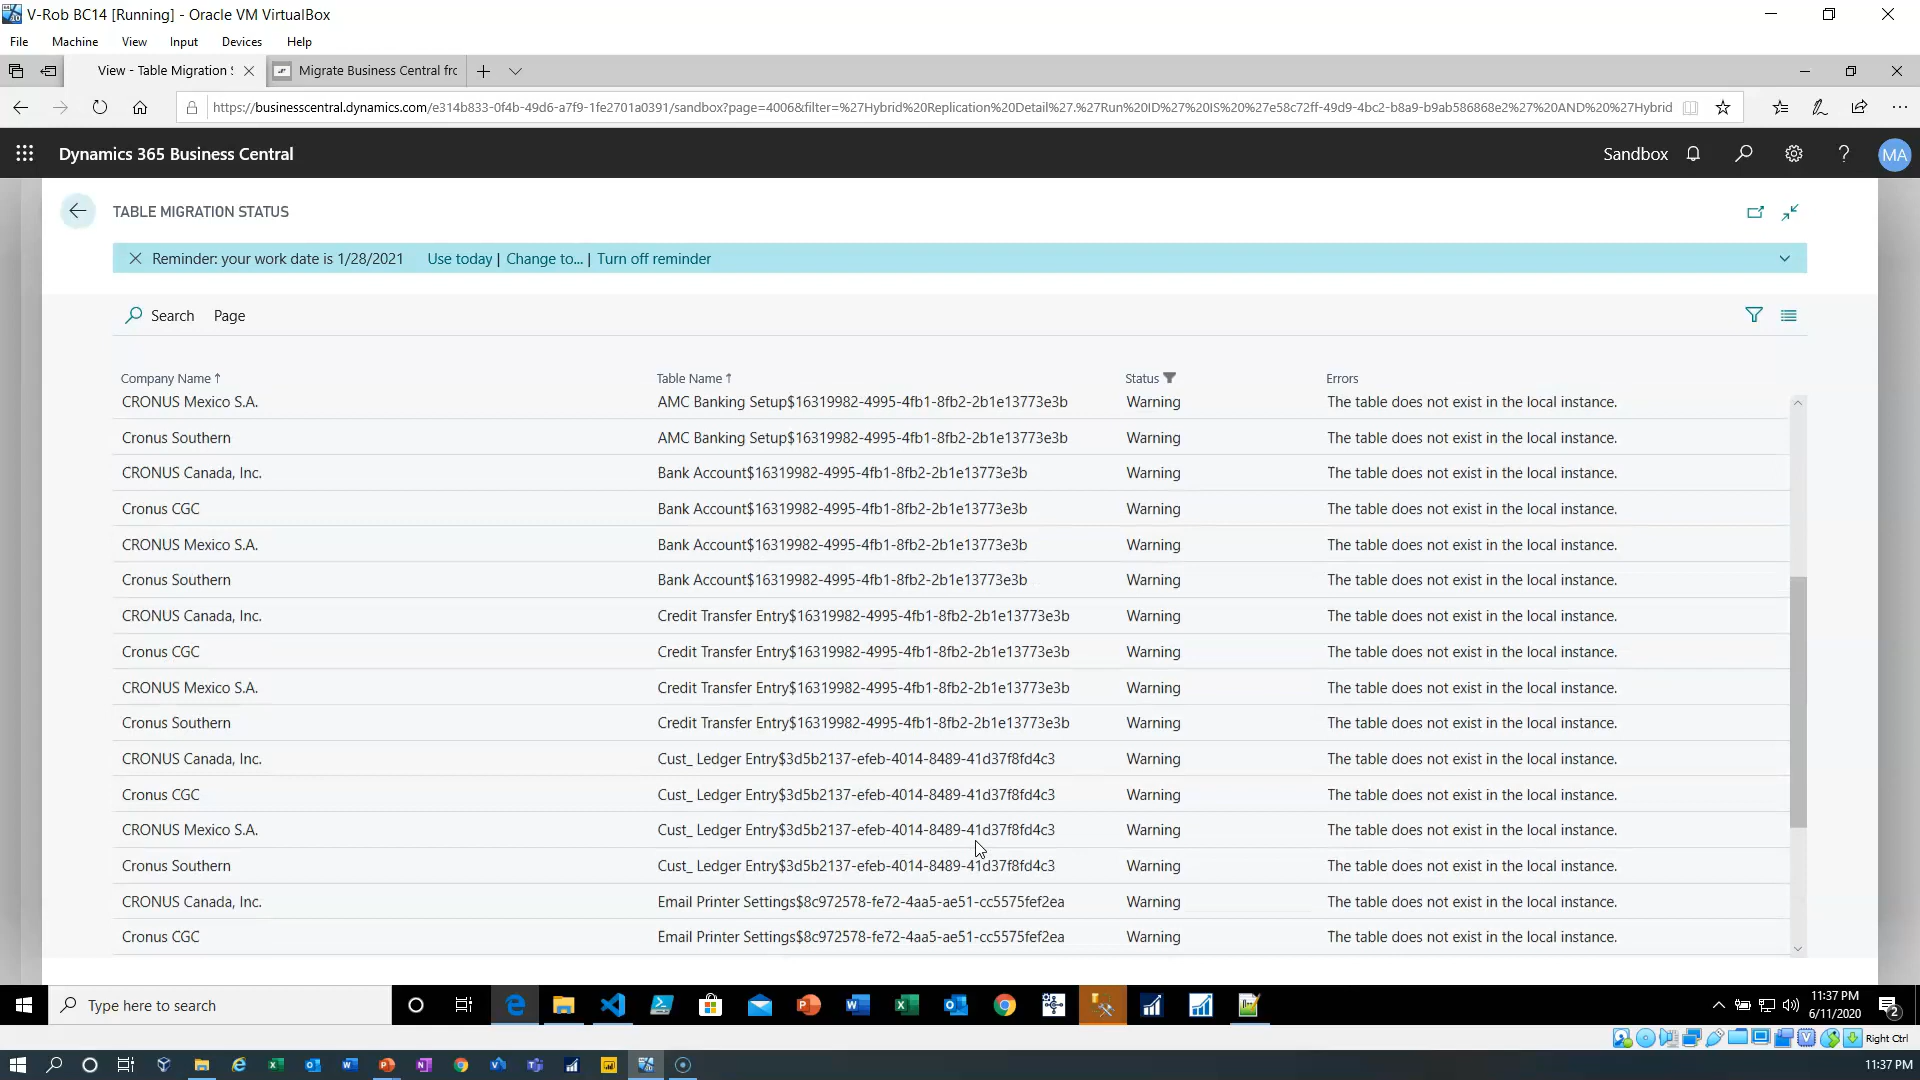 V-Rob BC14 [Running] - Oracle VM VirtualBox
File Machine View Input Devices Help
View - Table Migration S
Migrate Business Central fro
https://businesscentral.dynamics.com/e314b833-0f4b-49d6-a7f9-1fe2701a0391/sandbox?page=4006&filter=%27Hybrid%20Replication%20Detail%27.%27Run%20ID%27%20IS%20%27e58c72ff-49d9-4bc2-b8a9-b9ab586868e2%27%20AND%20%27Hybrid
Dynamics 365 Business Central
Sandbox
?
MA
TABLE MIGRATION STATUS
Reminder: your work date is 1/28/2021 Use today | Change to... | Turn off reminder
Search Page
Company Name ↑ Table Name ↑ Status Errors
CRONUS Mexico S.A. AMC Banking Setup$16319982-4995-4fb1-8fb2-2b1e13773e3b Warning The table does not exist in the local instance.
Cronus Southern AMC Banking Setup$16319982-4995-4fb1-8fb2-2b1e13773e3b Warning The table does not exist in the local instance.
CRONUS Canada, Inc. Bank Account$16319982-4995-4fb1-8fb2-2b1e13773e3b Warning The table does not exist in the local instance.
Cronus CGC Bank Account$16319982-4995-4fb1-8fb2-2b1e13773e3b Warning The table does not exist in the local instance.
CRONUS Mexico S.A. Bank Account$16319982-4995-4fb1-8fb2-2b1e13773e3b Warning The table does not exist in the local instance.
Cronus Southern Bank Account$16319982-4995-4fb1-8fb2-2b1e13773e3b Warning The table does not exist in the local instance.
CRONUS Canada, Inc. Credit Transfer Entry$16319982-4995-4fb1-8fb2-2b1e13773e3b Warning The table does not exist in the local instance.
Cronus CGC Credit Transfer Entry$16319982-4995-4fb1-8fb2-2b1e13773e3b Warning The table does not exist in the local instance.
CRONUS Mexico S.A. Credit Transfer Entry$16319982-4995-4fb1-8fb2-2b1e13773e3b Warning The table does not exist in the local instance.
Cronus Southern Credit Transfer Entry$16319982-4995-4fb1-8fb2-2b1e13773e3b Warning The table does not exist in the local instance.
CRONUS Canada, Inc. Cust_ Ledger Entry$3d5b2137-efeb-4014-8489-41d37f8fd4c3 Warning The table does not exist in the local instance.
Cronus CGC Cust_ Ledger Entry$3d5b2137-efeb-4014-8489-41d37f8fd4c3 Warning The table does not exist in the local instance.
CRONUS Mexico S.A. Cust_ Ledger Entry$3d5b2137-efeb-4014-8489-41d37f8fd4c3 Warning The table does not exist in the local instance.
Cronus Southern Cust_ Ledger Entry$3d5b2137-efeb-4014-8489-41d37f8fd4c3 Warning The table does not exist in the local instance.
CRONUS Canada, Inc. Email Printer Settings$8c972578-fe72-4aa5-ae51-cc5575fef2ea Warning The table does not exist in the local instance.
Cronus CGC Email Printer Settings$8c972578-fe72-4aa5-ae51-cc5575fef2ea Warning The table does not exist in the local instance.
Type here to search
11:37 PM
6/11/2020
2
Right Ctrl
11:37 PM